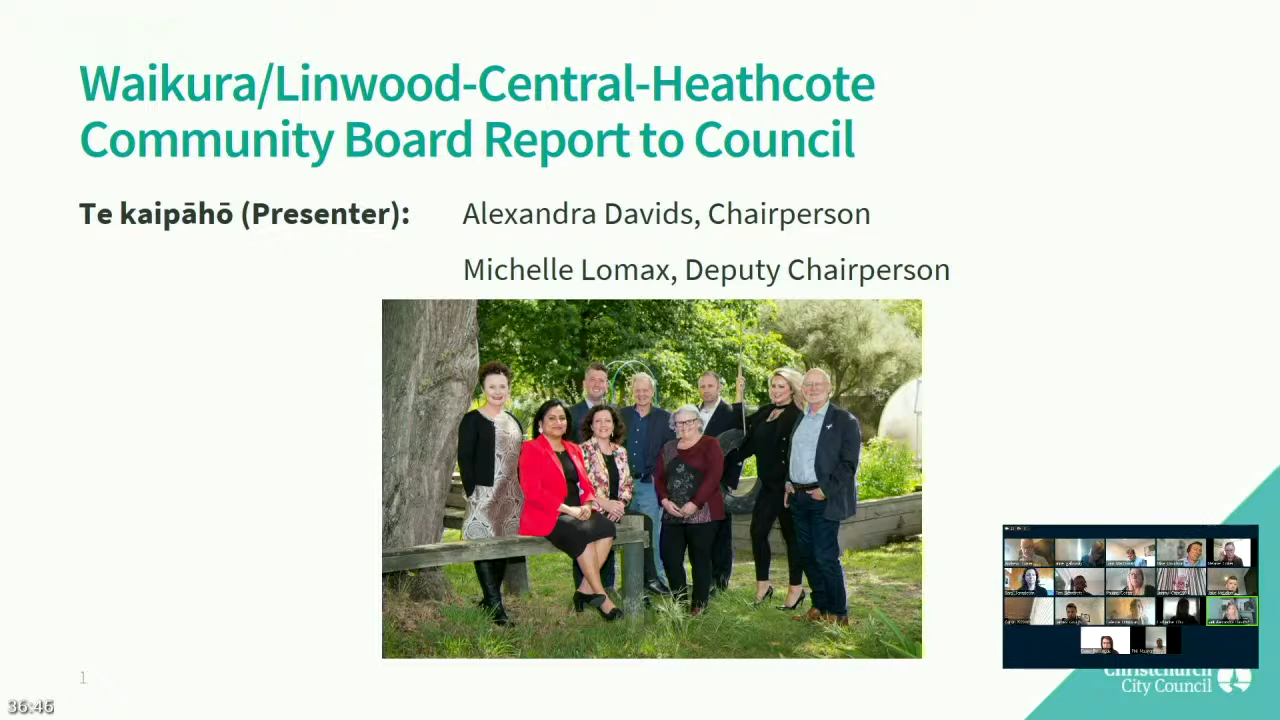 Waikura/Linwood-Central-Heathcote
Community Board Report to Council
Te kaipāhō (Presenter): Alexandra Davids, Chairperson
Michelle Lomax, Deputy Chairperson
1
Christchurch
City Council
36:46